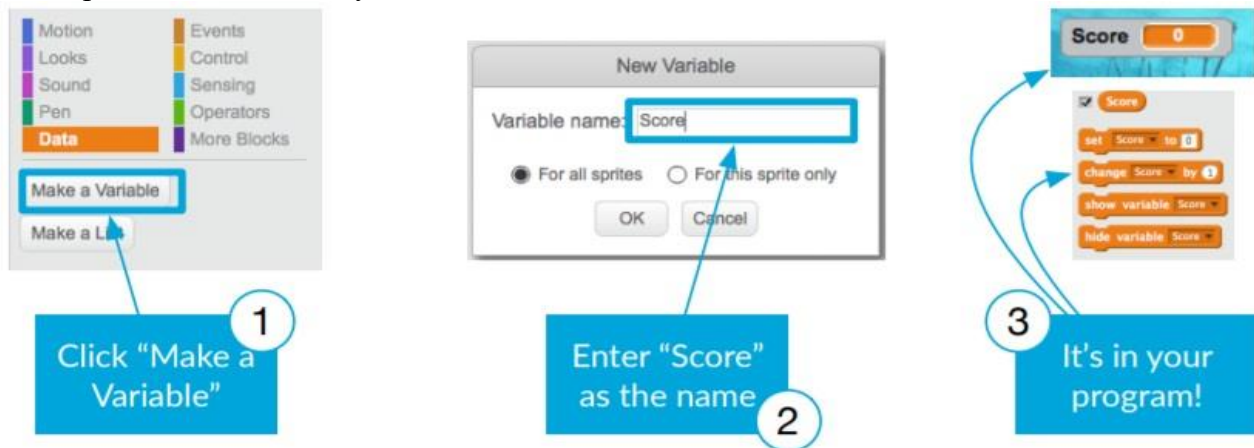 Motion
Events
Looks
Control
Sound
Sensing
Pen
Operators
Data
More Blocks
Make a Variable
Make a
1
Click “Make a
Variable”
New Variable
Variable name: Score
For all sprites
For this sprite only
OK
Cancel
Enter “Score”
as the name
2
Score 0
Score
set Score to 0
change Score by 1
show variable Score
hide variable Score
3
It’s in your
program!